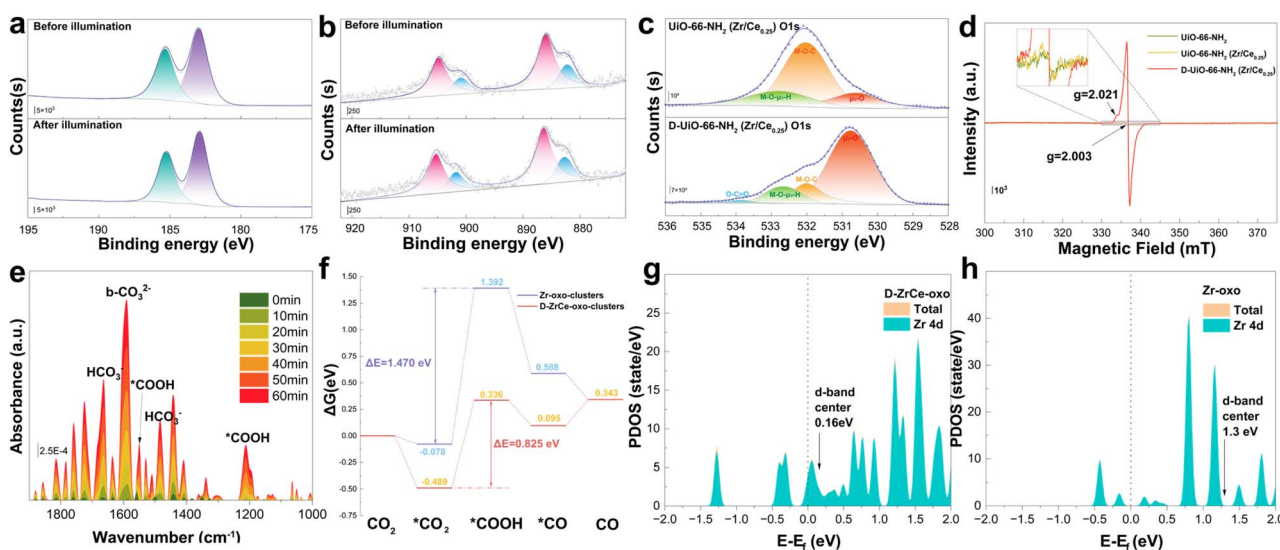 a
Before illumination
5×10³
After illumination
5×10³
Counts(s)
195 190 185 180 175
Binding energy (eV)
b
Before illumination
250
After illumination
250
Counts(s)
920 910 900 890 880
Binding energy (eV)
c
UiO-66-NH₂ (Zr/Ce₀.₂₅) O1s
M-O-C
M-O-μ₃-H
μ₃-O
10³
D-UiO-66-NH₂ (Zr/Ce₀.₂₅) O1s
μ₃-O
M-O-C
O-C=O
M-O-μ₃-H
Counts (s)
536 535 534 533 532 531 530 529 528
Binding energy (eV)
d
UiO-66-NH₂
UiO-66-NH₂ (Zr/Ce₀.₂₅)
D-UiO-66-NH₂ (Zr/Ce₀.₂₅)
g=2.021
g=2.003
10³
Intensity (a.u.)
300 310 320 330 340 350 360 370
Magnetic Field (mT)
e
b-CO₃²⁻
HCO₃⁻
*COOH
HCO₃⁻
*COOH
0min
10min
20min
30min
40min
50min
60min
2.5E-4
Absorbance (a.u.)
1800 1600 1400 1200 1000
Wavenumber (cm⁻¹)
f
1.50
1.25
1.00
0.75
0.50
0.25
0.00
-0.25
-0.50
-0.75
ΔG(eV)
1.392
Zr-oxo-clusters
D-ZrCe-oxo-clusters
ΔE=1.470 eV
0.588
0.336
0.343
0.095
ΔE=0.825 eV
-0.078
-0.489
CO₂ *CO₂ *COOH *CO CO
g
D-ZrCe-oxo
Total
Zr 4d
d-band
center
0.16eV
PDOS (state/eV)
25
20
15
10
5
0
-2.0 -1.5 -1.0 -0.5 0.0 0.5 1.0 1.5 2.0
E-E_f (eV)
h
Zr-oxo
Total
Zr 4d
d-band
center
1.3 eV
PDOS (state/eV)
50
40
30
20
10
0
-2.0 -1.5 -1.0 -0.5 0.0 0.5 1.0 1.5 2.0
E-E_f (eV)